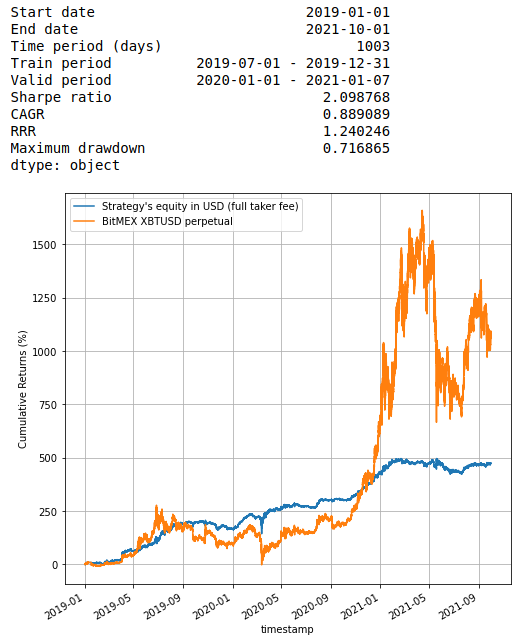 Start date 2019-01-01
End date 2021-10-01
Time period (days) 1003
Train period 2019-07-01 - 2019-12-31
Valid period 2020-01-01 - 2021-01-07
Sharpe ratio 2.098768
CAGR 0.889089
RRR 1.240246
Maximum drawdown 0.716865
dtype: object
Strategy's equity in USD (full taker fee)
BitMEX XBTUSD perpetual
Cumulative Returns (%)
1500
1250
1000
750
500
250
0
2019-01 2019-05 2019-09 2020-01 2020-05 2020-09 2021-01 2021-05 2021-09
timestamp